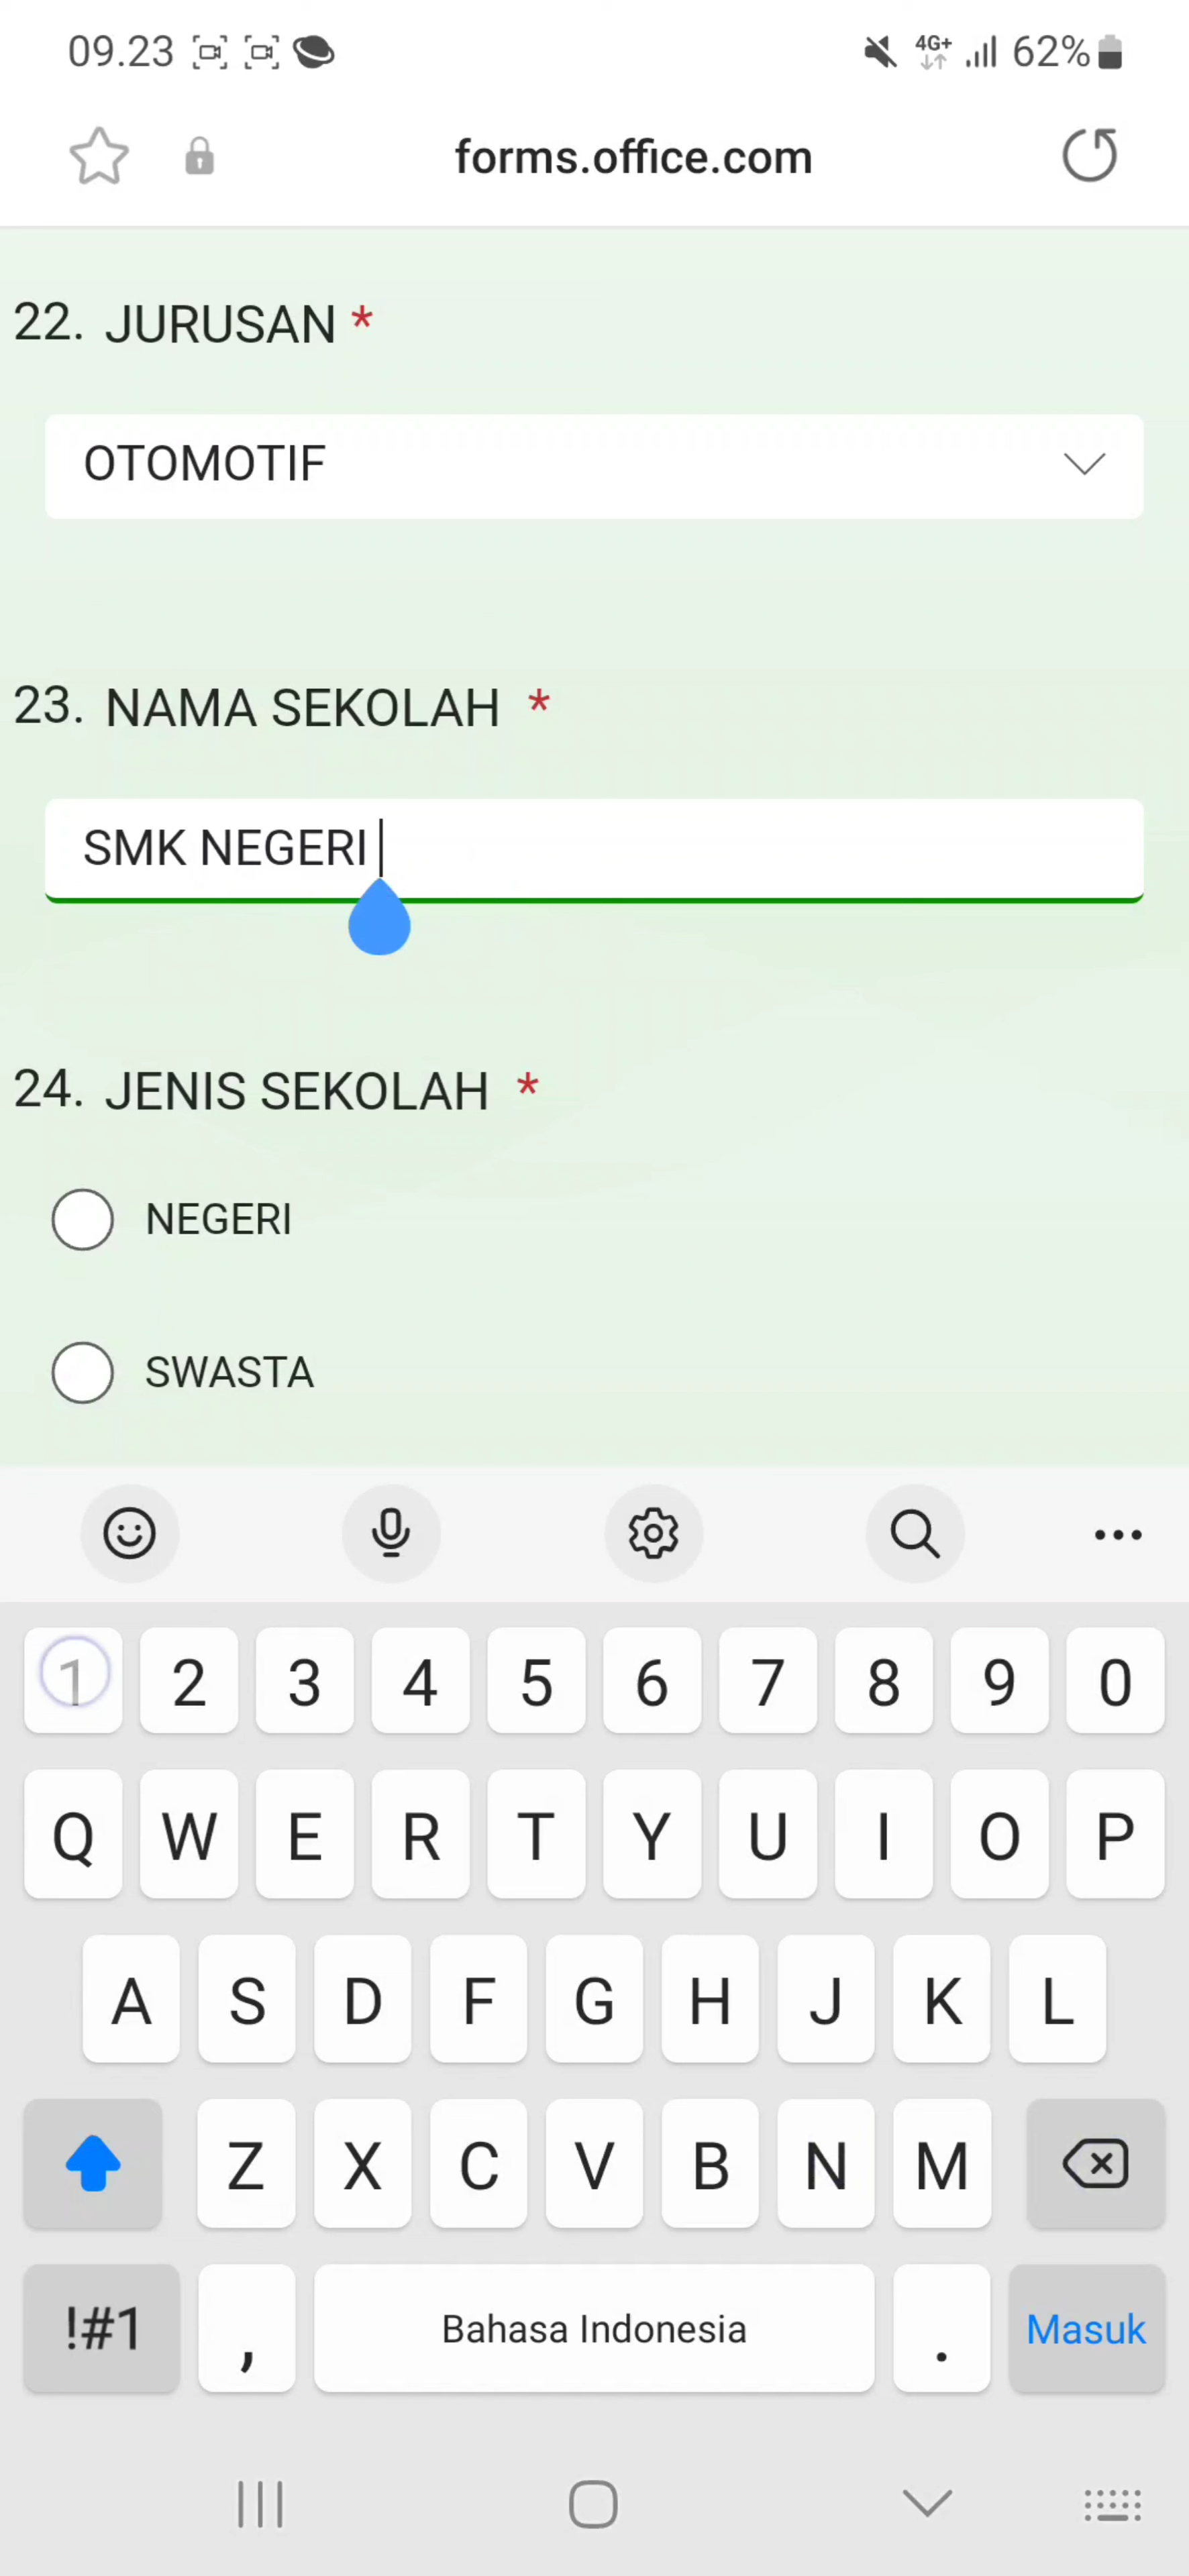 09.23 4G+ 62%
forms.office.com
22. JURUSAN *
OTOMOTIF
23. NAMA SEKOLAH *
SMK NEGERI
24. JENIS SEKOLAH *
NEGERI
SWASTA
1 2 3 4 5 6 7 8 9 0
Q W E R T Y U I O P
A S D F G H J K L
Z X C V B N M
!#1 , Bahasa Indonesia . Masuk